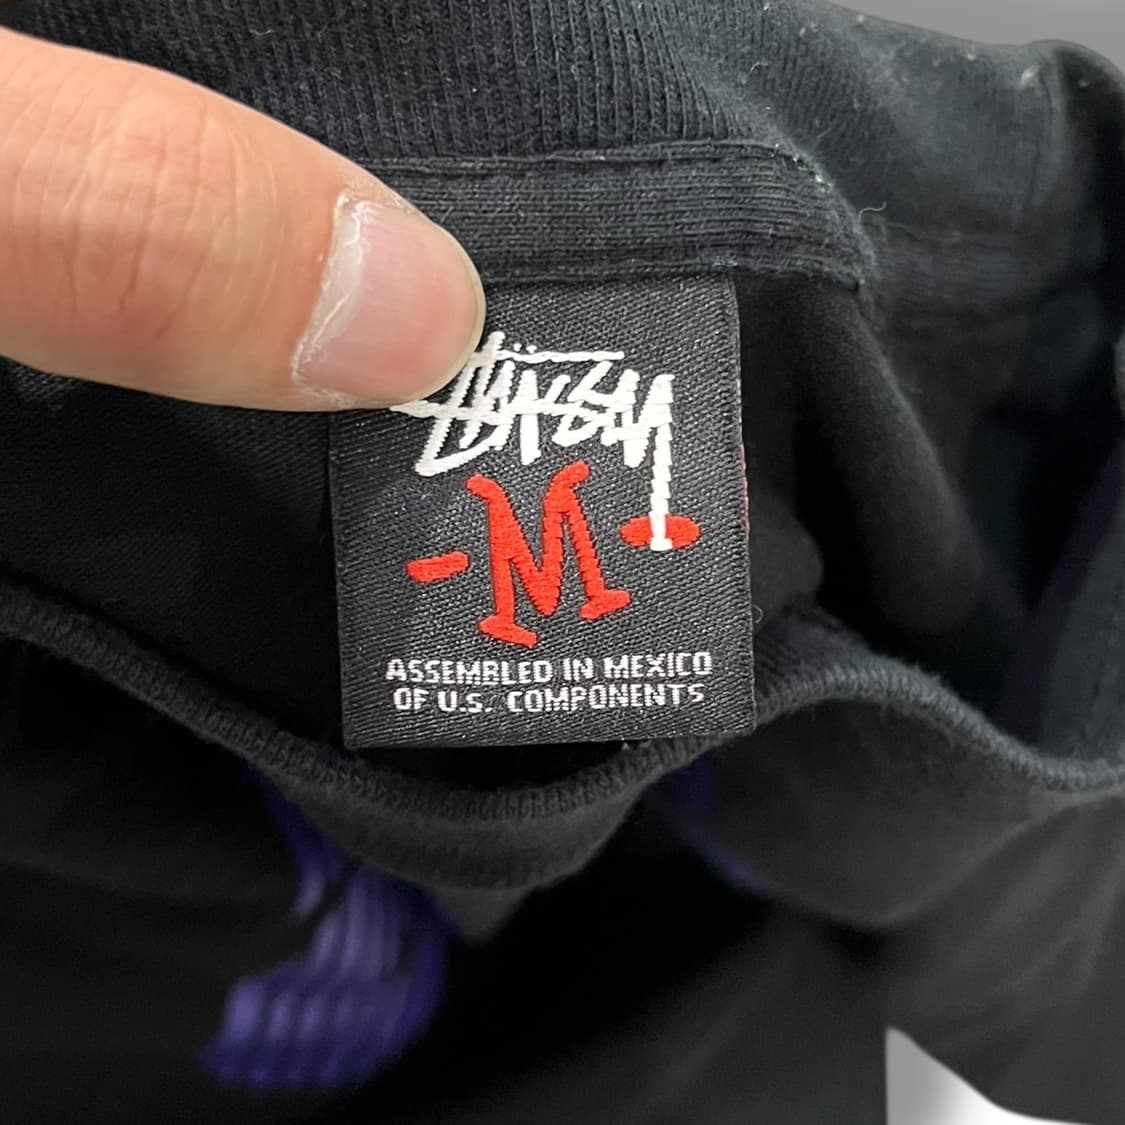 Stüssy
-M
ASSEMBLED IN MEXICO
OF U.S. COMPONENTS